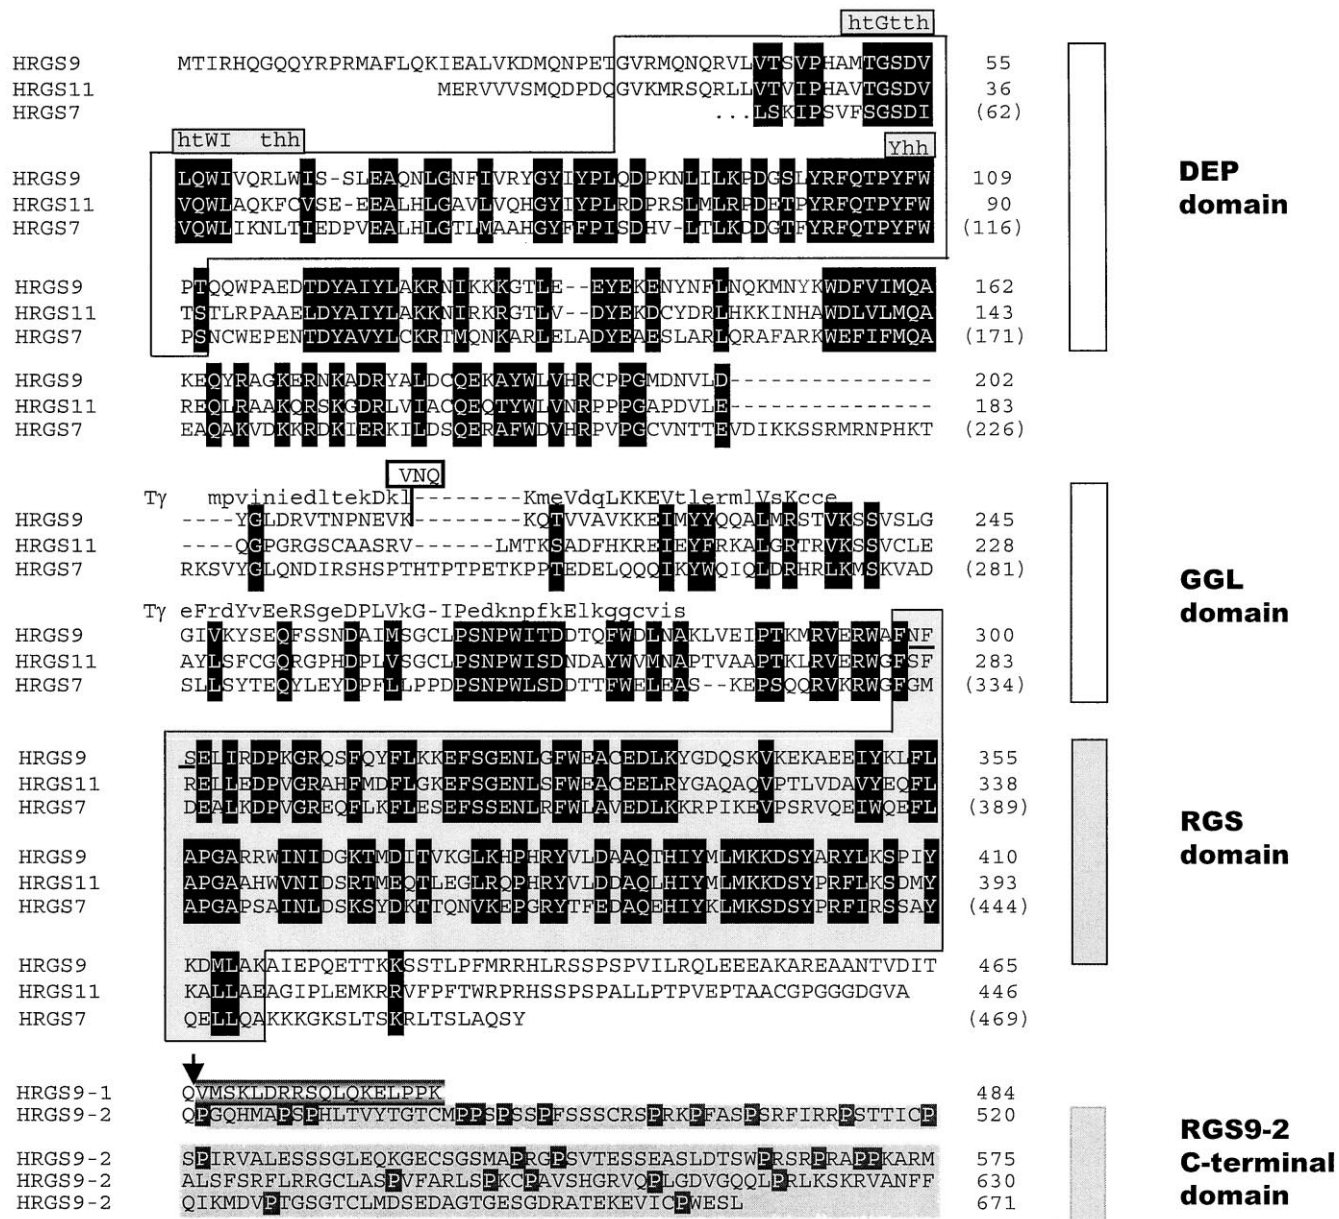 htGtth
HRGS9 MTIRHQGQQYRPRMAFLQKIEALVKDMQNPETGVRMQNQRVLVTSVPHAMTGSDV 55
HRGS11 MERVVVSMQDPDQGVKMRSQRLLVTVIPHAVTGSDV 36
HRGS7 ...LSKIPSVFSGSDI (62)
htWI thh
Yhh
HRGS9 LQWIVQRLWIS-SLEAQNLGNFIVRYGYIYPLQDPKNLILKPDGSLYRFQTPYFW 109
HRGS11 VQWLAQKFCVSE-EEALHLGAVLVQHGYIYPLRDPRSLMLRPDETPYRFQTPYFW 90
HRGS7 VQWLIKNLTIEDPVEALHLGTLMAAHGYFFPISDHV-LTLKDDGTFYRFQTPYFW (116)
DEP
domain
HRGS9 PTQQWPAEDTDYAIYLAKRNIKKKGTLE--EYEKENYNFLNQKMNYKWDFVIMQA 162
HRGS11 TSTLRPAAELDYAIYLAKKNIRKRGTLV--DYEKDCYDRLHKKINHAWDLVLMQA 143
HRGS7 PSNCWEPENTDYAVYLCKRTMQNKARLELADYEAESLARLQRAFARKWEFIFMQA (171)
HRGS9 KEQYRAGKERNKADRYALDCQEKAYWLVHRCPPGMDNVLD--------------- 202
HRGS11 REQLRAAKQRSKGDRLVIACQEQTYWLVNRPPPGAPDVLE--------------- 183
HRGS7 EAQAKVDKKRDKIERKILDSQERAFWDVHRPVPGCVNTTEVDIKKSSRMRNPHKT (226)
VNQ
Tγ mpviniedltekDkl--------KmeVdqLKKEVtlermlVsKcce
HRGS9 ----YGLDRVTNPNEVK--------KQTVVAVKKEIMYYQQALMRSTVKSSVSLG 245
HRGS11 ----QGPGRGSCAASRV------LMTKSADFHKREIEYFRKALGRTRVKSSVCLE 228
HRGS7 RKSVYGLQNDIRSHSPTHTPTPETKPPTEDELQQQIKYWQIQLDRHRLKMSKVAD (281)
GGL
domain
Tγ eFrdYvEeRSgeDPLVkG-IPedknpfkElkggcvis
HRGS9 GIVKYSEQFSSNDAIMSGCLPSNPWITDDTQFWDLNAKLVEIPTKMRVERWAFNF 300
HRGS11 AYLSFCGQRGPHDPLVSGCLPSNPWISDNDAYWVMNAPTVAAPTKLRVERWGFSF 283
HRGS7 SLLSYTEQYLEYDPFLLPPDPSNPWLSDDTTFWELEAS--KEPSQQRVKRWGFGM (334)
HRGS9 SELIRDPKGRQSFQYFLKKEFSGENLGFWEACEDLKYGDQSKVKEKAEEIYKLFL 355
HRGS11 RELLEDPVGRAHFMDFLGKEFSGENLSFWEACEELRYGAQAQVPTLVDAVYEQFL 338
HRGS7 DEALKDPVGREQFLKFLESEFSSENLRFWLAVEDLKKRPIKEVPSRVQEIWQEFL (389)
RGS
domain
HRGS9 APGARRWINIDGKTMDITVKGLKHPHRYVLDAAQTHIYMLMKKDSYARYLKSPIY 410
HRGS11 APGAAHWVNIDSRTMEQTLEGLRQPHRYVLDDAQLHIYMLMKKDSYPRFLKSDMY 393
HRGS7 APGAPSAINLDSKSYDKTTQNVKEPGRYTFEDAQEHIYKLMKSDSYPRFIRSSAY (444)
HRGS9 KDMLAKAIEPQETTKKSSTLPFMRRHLRSSPSPVILRQLEEEAKAREAANTVDIT 465
HRGS11 KALLAEAGIPLEMKRRVFPFTWRPRHSSPSPALLPTPVEPTAACGPGGGDGVA 446
HRGS7 QELLQAKKKGKSLTSKRLTSLAQSY (469)
HRGS9-1 QVMSKLDRRSQLQKELPPK 484
HRGS9-2 QPGQHMAPSPHLTVYTGTCMPPSPSSPFSSSCRSPRKPFASPSRFIRRPSTTICP 520
HRGS9-2 SPIRVALESSSGLEQKGECSGSMAPRGPSVTESSEASLDTSWPRSRPRAPPKARM 575
HRGS9-2 ALSFSRFLRRGCLASPVFARLSPKCPAVSHGRVQPLGDVGQQLPRLKSKRVANFF 630
HRGS9-2 QIKMDVPTGSGTCLMDSEDAGTGESGDRATEKEVICPWESL 671
RGS9-2
C-terminal
domain